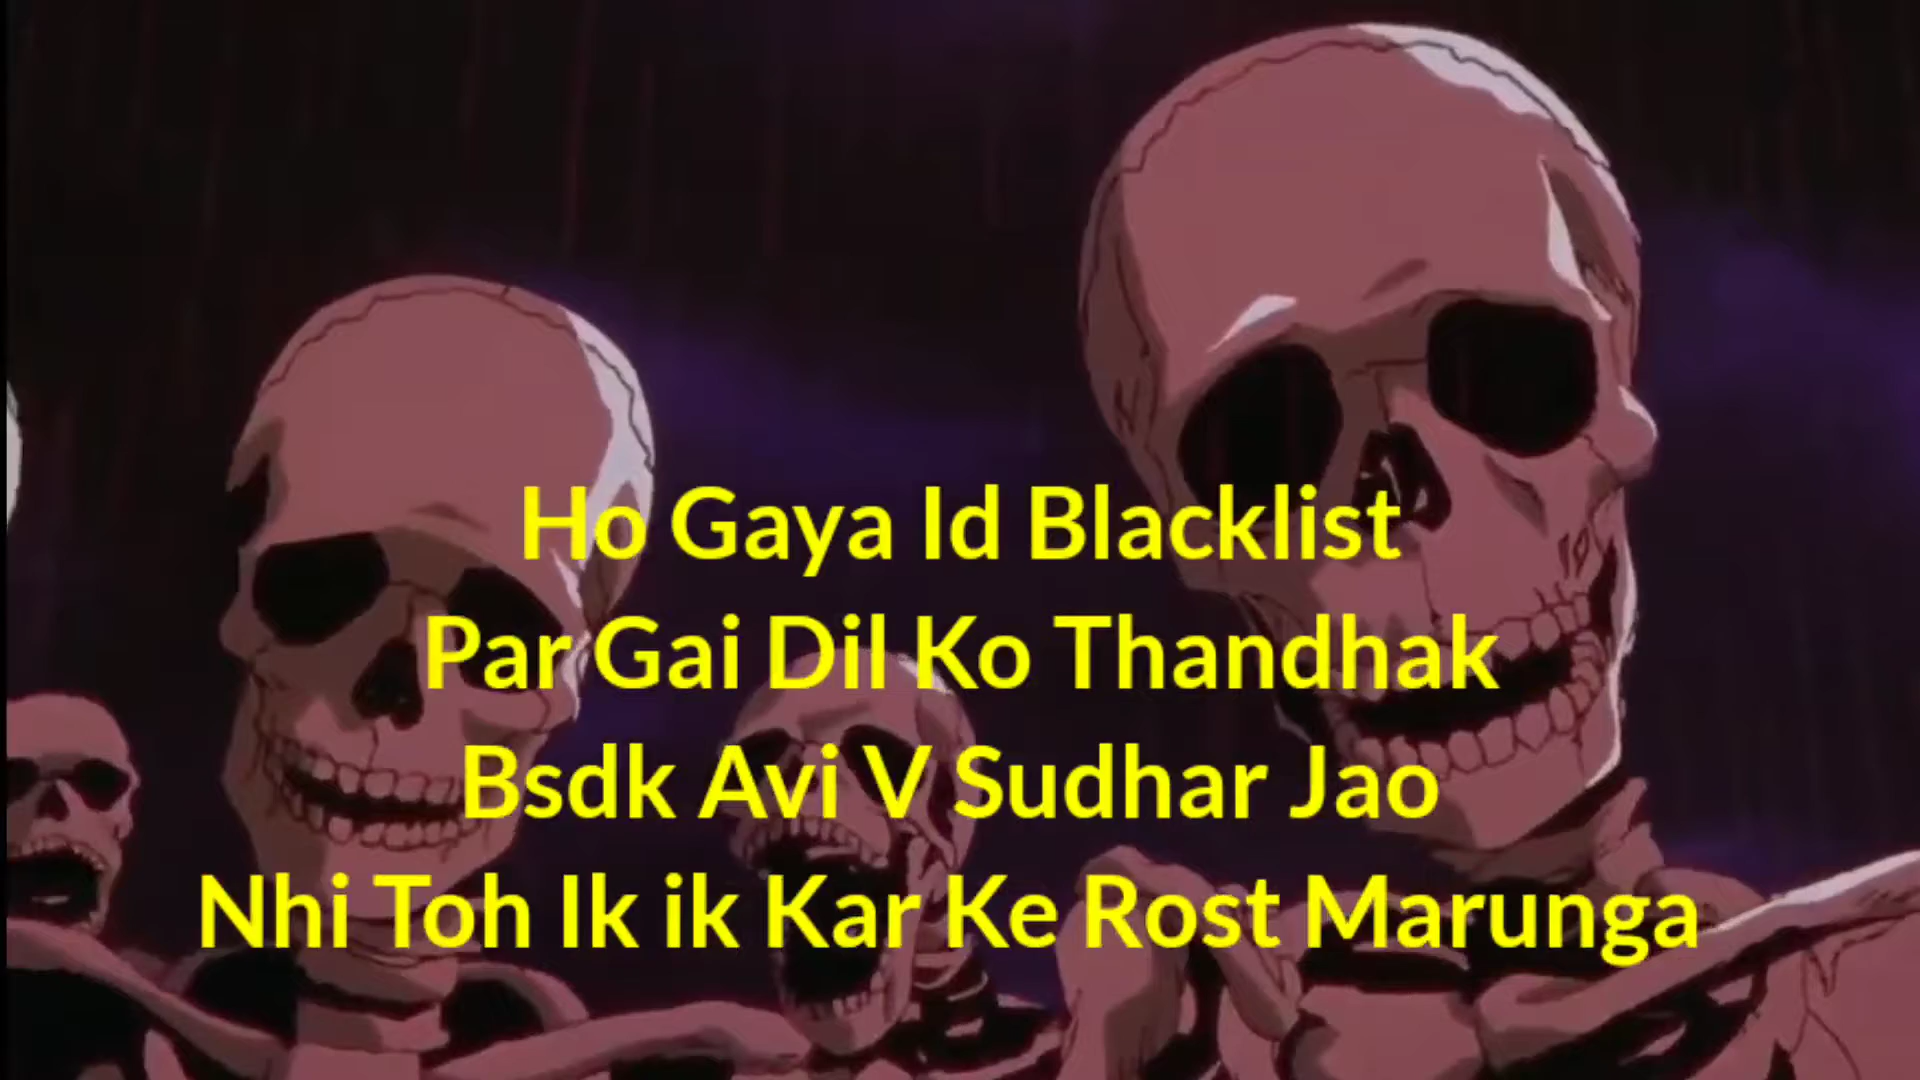 Ho Gaya Id Blacklist
Par Gai Dil Ko Thandhak
Bsdk Avi V Sudhar Jao
Nhi Toh Ik ik Kar Ke Rost Marunga